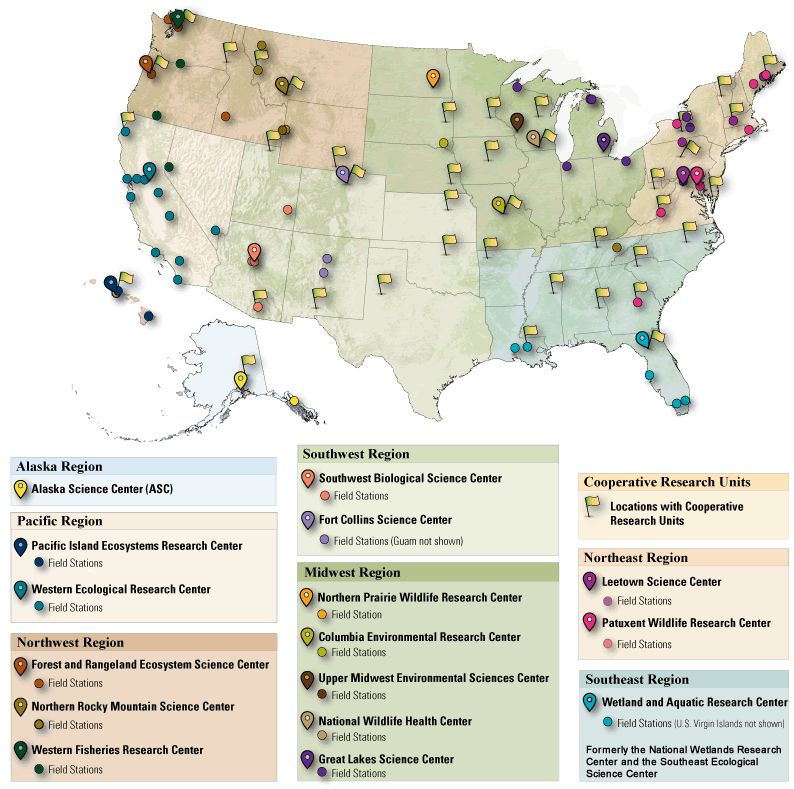 Alaska Region
Alaska Science Center (ASC)
Pacific Region
Pacific Island Ecosystems Research Center
Field Stations
Western Ecological Research Center
Field Stations
Northwest Region
Forest and Rangeland Ecosystem Science Center
Field Stations
Northern Rocky Mountain Science Center
Field Stations
Western Fisheries Research Center
Field Stations
Southwest Region
Southwest Biological Science Center
Field Stations
Fort Collins Science Center
Field Stations (Guam not shown)
Midwest Region
Northern Prairie Wildlife Research Center
Field Station
Columbia Environmental Research Center
Field Stations
Upper Midwest Environmental Sciences Center
Field Stations
National Wildlife Health Center
Field Stations
Great Lakes Science Center
Field Stations
Cooperative Research Units
Locations with Cooperative
Research Units
Northeast Region
Leetown Science Center
Field Stations
Patuxent Wildlife Research Center
Field Stations
Southeast Region
Wetland and Aquatic Research Center
Field Stations (U.S. Virgin Islands not shown)
Formerly the National Wetlands Research
Center and the Southeast Ecological
Science Center